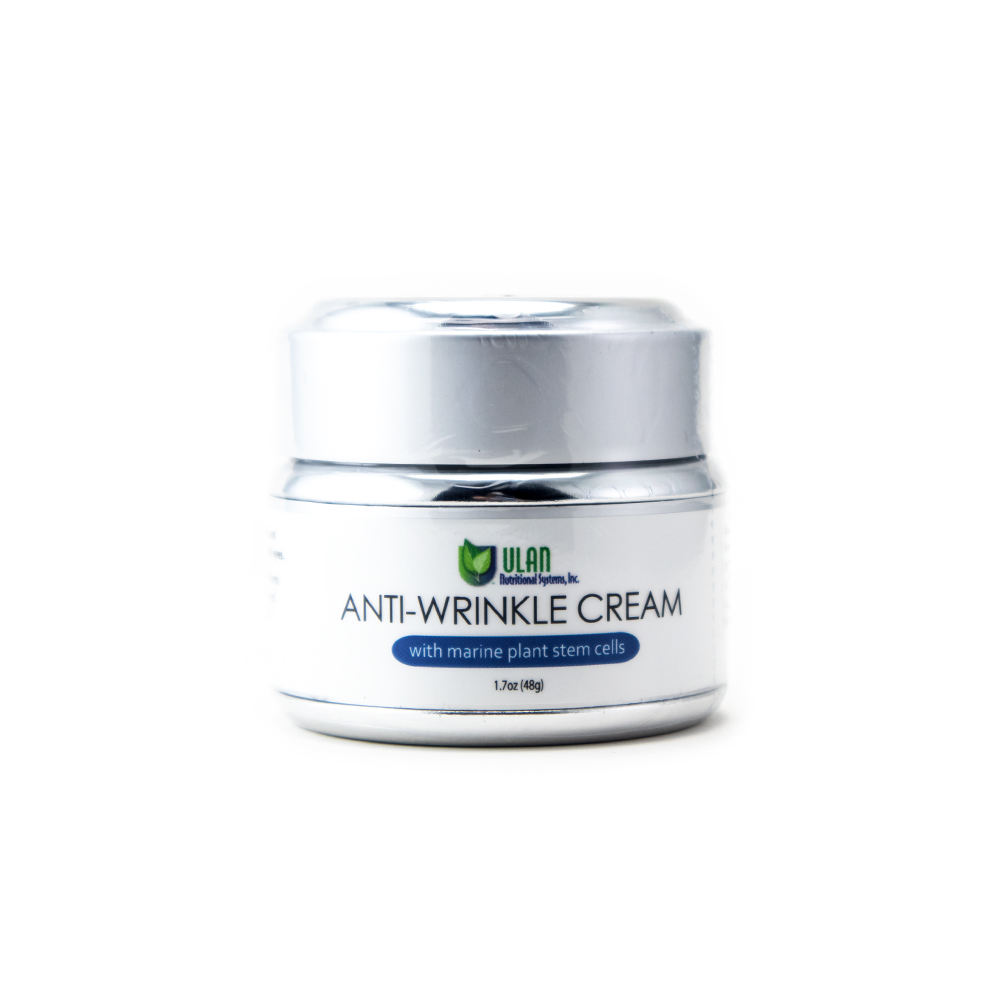 ULAN
Nutritional Systems, Inc.
ANTI-WRINKLE CREAM
with marine plant stem cells
1.7oz (48g)